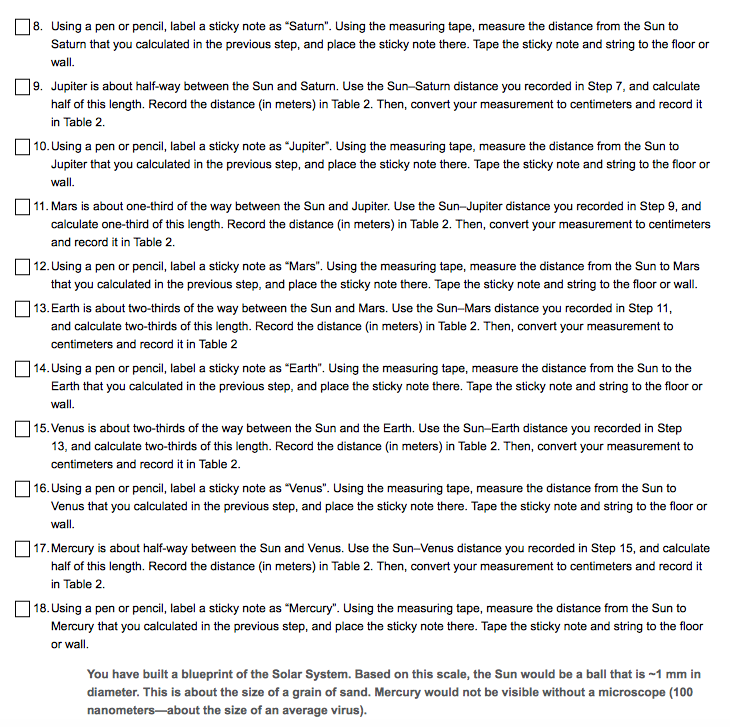 8. Using a pen or pencil, label a sticky note as “Saturn”. Using the measuring tape, measure the distance from the Sun to
Saturn that you calculated in the previous step, and place the sticky note there. Tape the sticky note and string to the floor or
wall.
9. Jupiter is about half-way between the Sun and Saturn. Use the Sun–Saturn distance you recorded in Step 7, and calculate
half of this length. Record the distance (in meters) in Table 2. Then, convert your measurement to centimeters and record it
in Table 2.
10. Using a pen or pencil, label a sticky note as “Jupiter”. Using the measuring tape, measure the distance from the Sun to
Jupiter that you calculated in the previous step, and place the sticky note there. Tape the sticky note and string to the floor or
wall.
11. Mars is about one-third of the way between the Sun and Jupiter. Use the Sun–Jupiter distance you recorded in Step 9, and
calculate one-third of this length. Record the distance (in meters) in Table 2. Then, convert your measurement to centimeters
and record it in Table 2.
12. Using a pen or pencil, label a sticky note as “Mars”. Using the measuring tape, measure the distance from the Sun to Mars
that you calculated in the previous step, and place the sticky note there. Tape the sticky note and string to the floor or wall.
13. Earth is about two-thirds of the way between the Sun and Mars. Use the Sun–Mars distance you recorded in Step 11,
and calculate two-thirds of this length. Record the distance (in meters) in Table 2. Then, convert your measurement to
centimeters and record it in Table 2
14. Using a pen or pencil, label a sticky note as “Earth”. Using the measuring tape, measure the distance from the Sun to the
Earth that you calculated in the previous step, and place the sticky note there. Tape the sticky note and string to the floor or
wall.
15. Venus is about two-thirds of the way between the Sun and the Earth. Use the Sun–Earth distance you recorded in Step
13, and calculate two-thirds of this length. Record the distance (in meters) in Table 2. Then, convert your measurement to
centimeters and record it in Table 2.
16. Using a pen or pencil, label a sticky note as “Venus”. Using the measuring tape, measure the distance from the Sun to
Venus that you calculated in the previous step, and place the sticky note there. Tape the sticky note and string to the floor or
wall.
17. Mercury is about half-way between the Sun and Venus. Use the Sun–Venus distance you recorded in Step 15, and calculate
half of this length. Record the distance (in meters) in Table 2. Then, convert your measurement to centimeters and record it
in Table 2.
18. Using a pen or pencil, label a sticky note as “Mercury”. Using the measuring tape, measure the distance from the Sun to
Mercury that you calculated in the previous step, and place the sticky note there. Tape the sticky note and string to the floor
or wall.
You have built a blueprint of the Solar System. Based on this scale, the Sun would be a ball that is ~1 mm in
diameter. This is about the size of a grain of sand. Mercury would not be visible without a microscope (100
nanometers—about the size of an average virus).